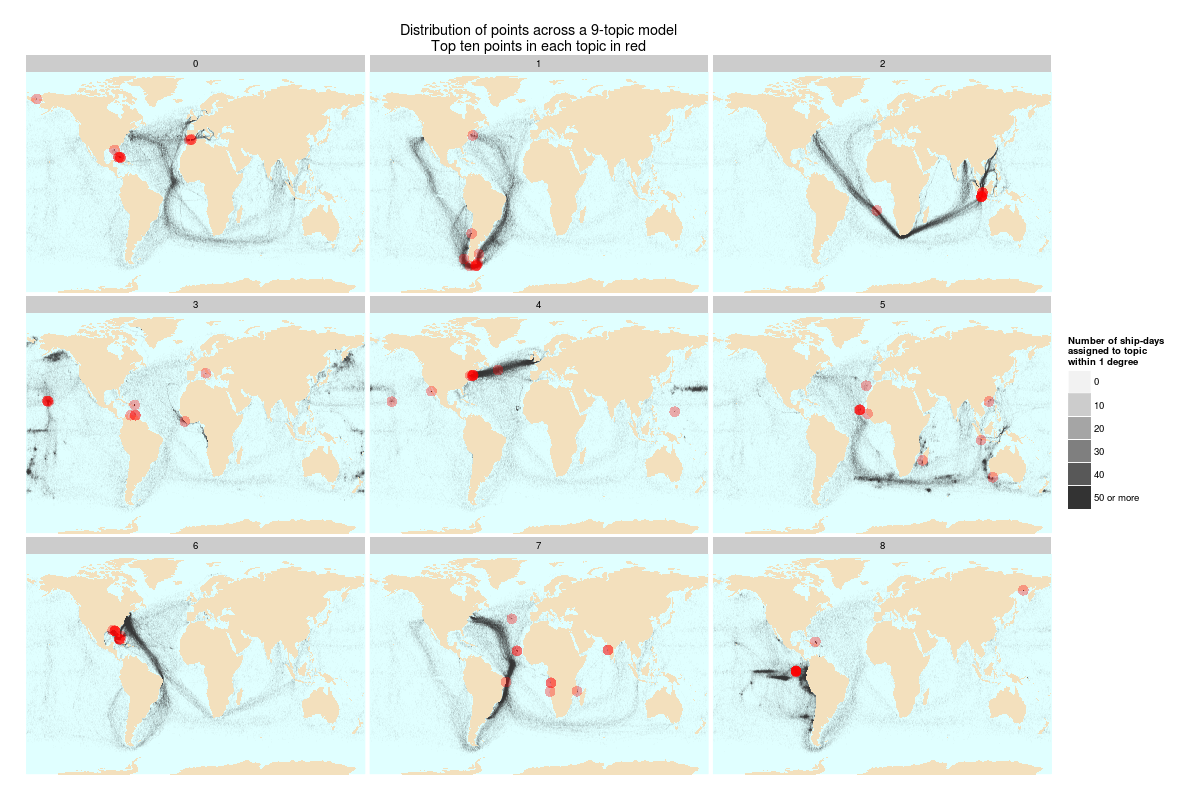 Distribution of points across a 9-topic model
Top ten points in each topic in red
0
1
2
3
4
5
6
7
8
Number of ship-days
assigned to topic
within 1 degree
0
10
20
30
40
50 or more